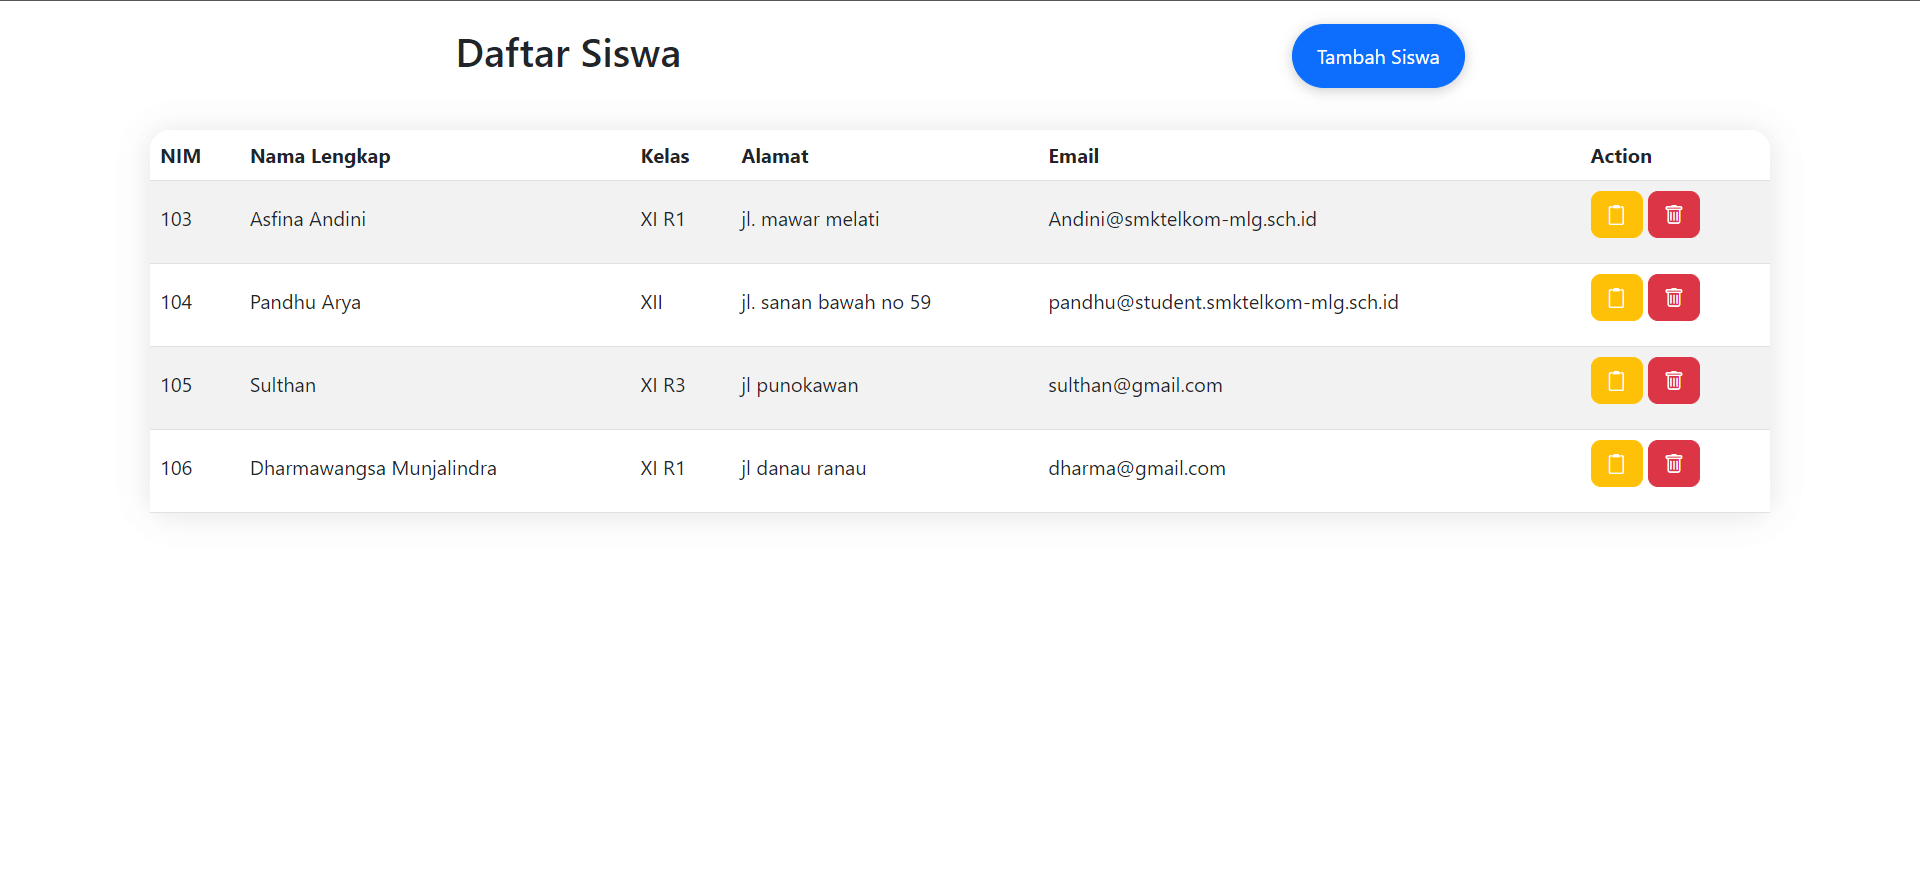 Daftar Siswa
Tambah Siswa
NIM Nama Lengkap Kelas Alamat Email Action
103 Asfina Andini XI R1 jl. mawar melati Andini@smktelkom-mlg.sch.id
104 Pandhu Arya XII jl. sanan bawah no 59 pandhu@student.smktelkom-mlg.sch.id
105 Sulthan XI R3 jl punokawan sulthan@gmail.com
106 Dharmawangsa Munjalindra XI R1 jl danau ranau dharma@gmail.com